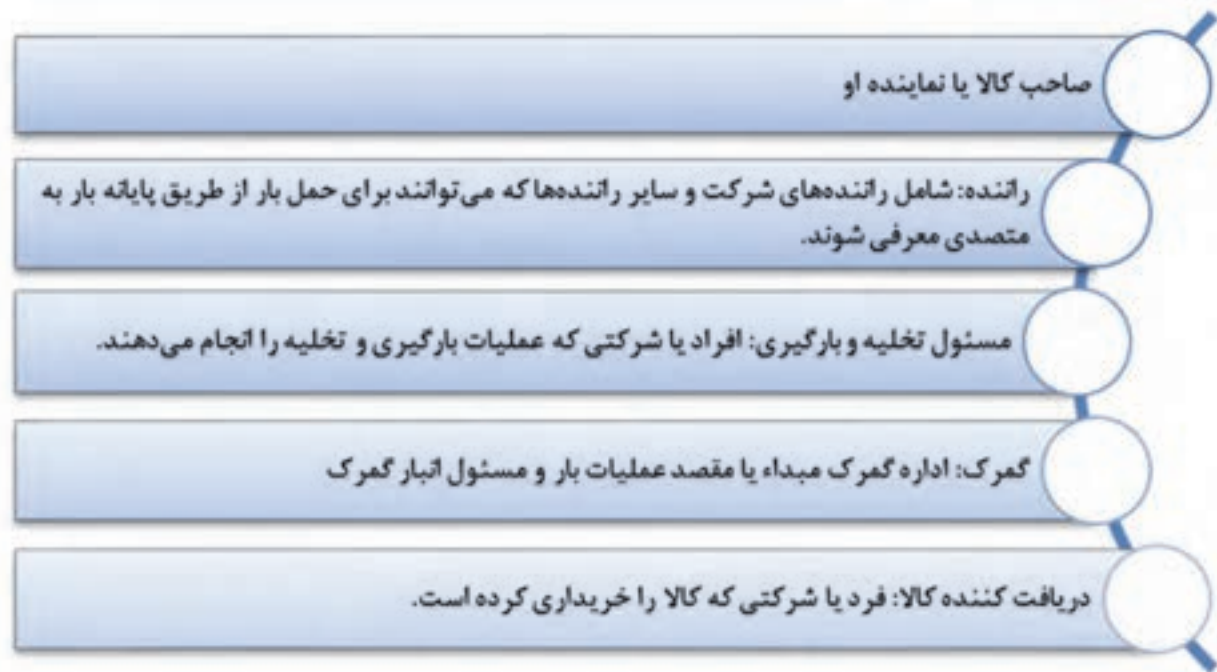 صاحب کالا یا نماینده او
راننده: شامل راننده‌های شرکت و سایر راننده‌ها که می‌توانند برای حمل بار از طریق پایانه بار به
متصدی معرفی شوند.
مسئول تخلیه و بارگیری: افراد یا شرکتی که عملیات بارگیری و تخلیه را انجام می‌دهند.
گمرک: اداره گمرک مبداء یا مقصد عملیات بار و مسئول انبار گمرک
دریافت کننده کالا: فرد یا شرکتی که کالا را خریداری کرده است.